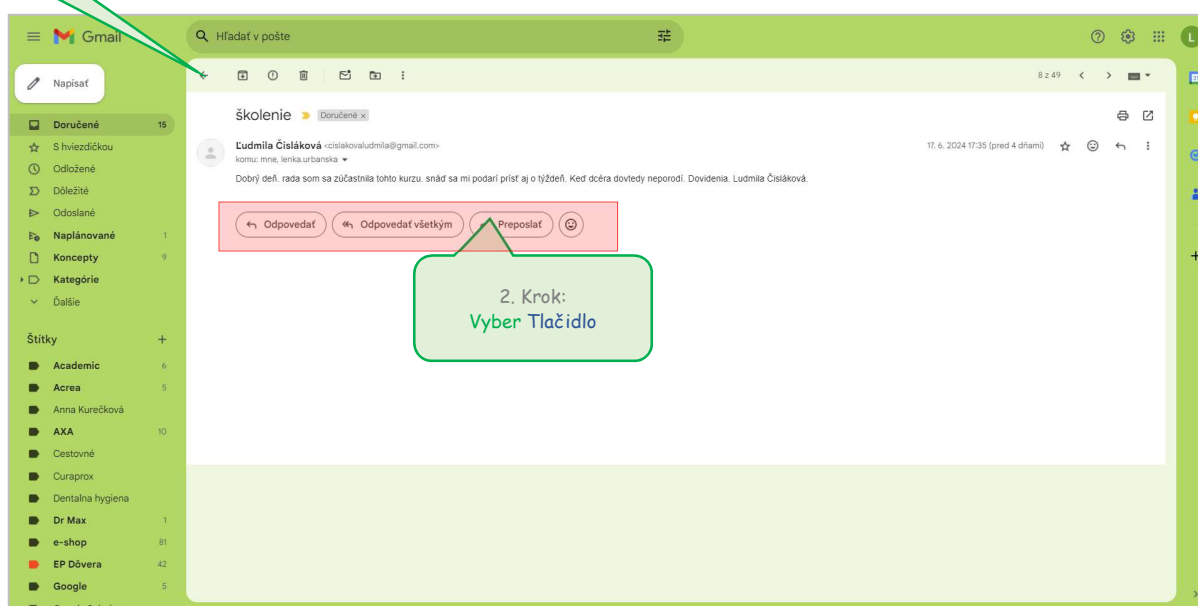 Gmail
Hľadať v pošte
L
Napísať
8 z 49
školenie
Doručené x
Doručené 15
S hviezdičkou
Odložené
Dôležité
Odoslané
Naplánované 1
Koncepty 9
Kategórie
Ďalšie
Ľudmila Čisláková <cislakovaludmila@gmail.com>
17. 6. 2024 17:35 (pred 4 dňami)
komu: mne, lenka.urbanska
Dobrý deň. rada som sa zúčastnila tohto kurzu. snáď sa mi podarí prísť aj o týždeň. Keď dcéra dovtedy neporodí. Dovidenia. Ludmila Čisláková.
Odpovedať
Odpovedať všetkým
Preposlať
2. Krok:
Vyber Tlačidlo
Štítky
Academic 6
Acrea 5
Anna Kurečková
AXA 10
Cestovné
Curaprox
Dentalna hygiena
Dr Max 1
e-shop 81
EP Dôvera 42
Google 5